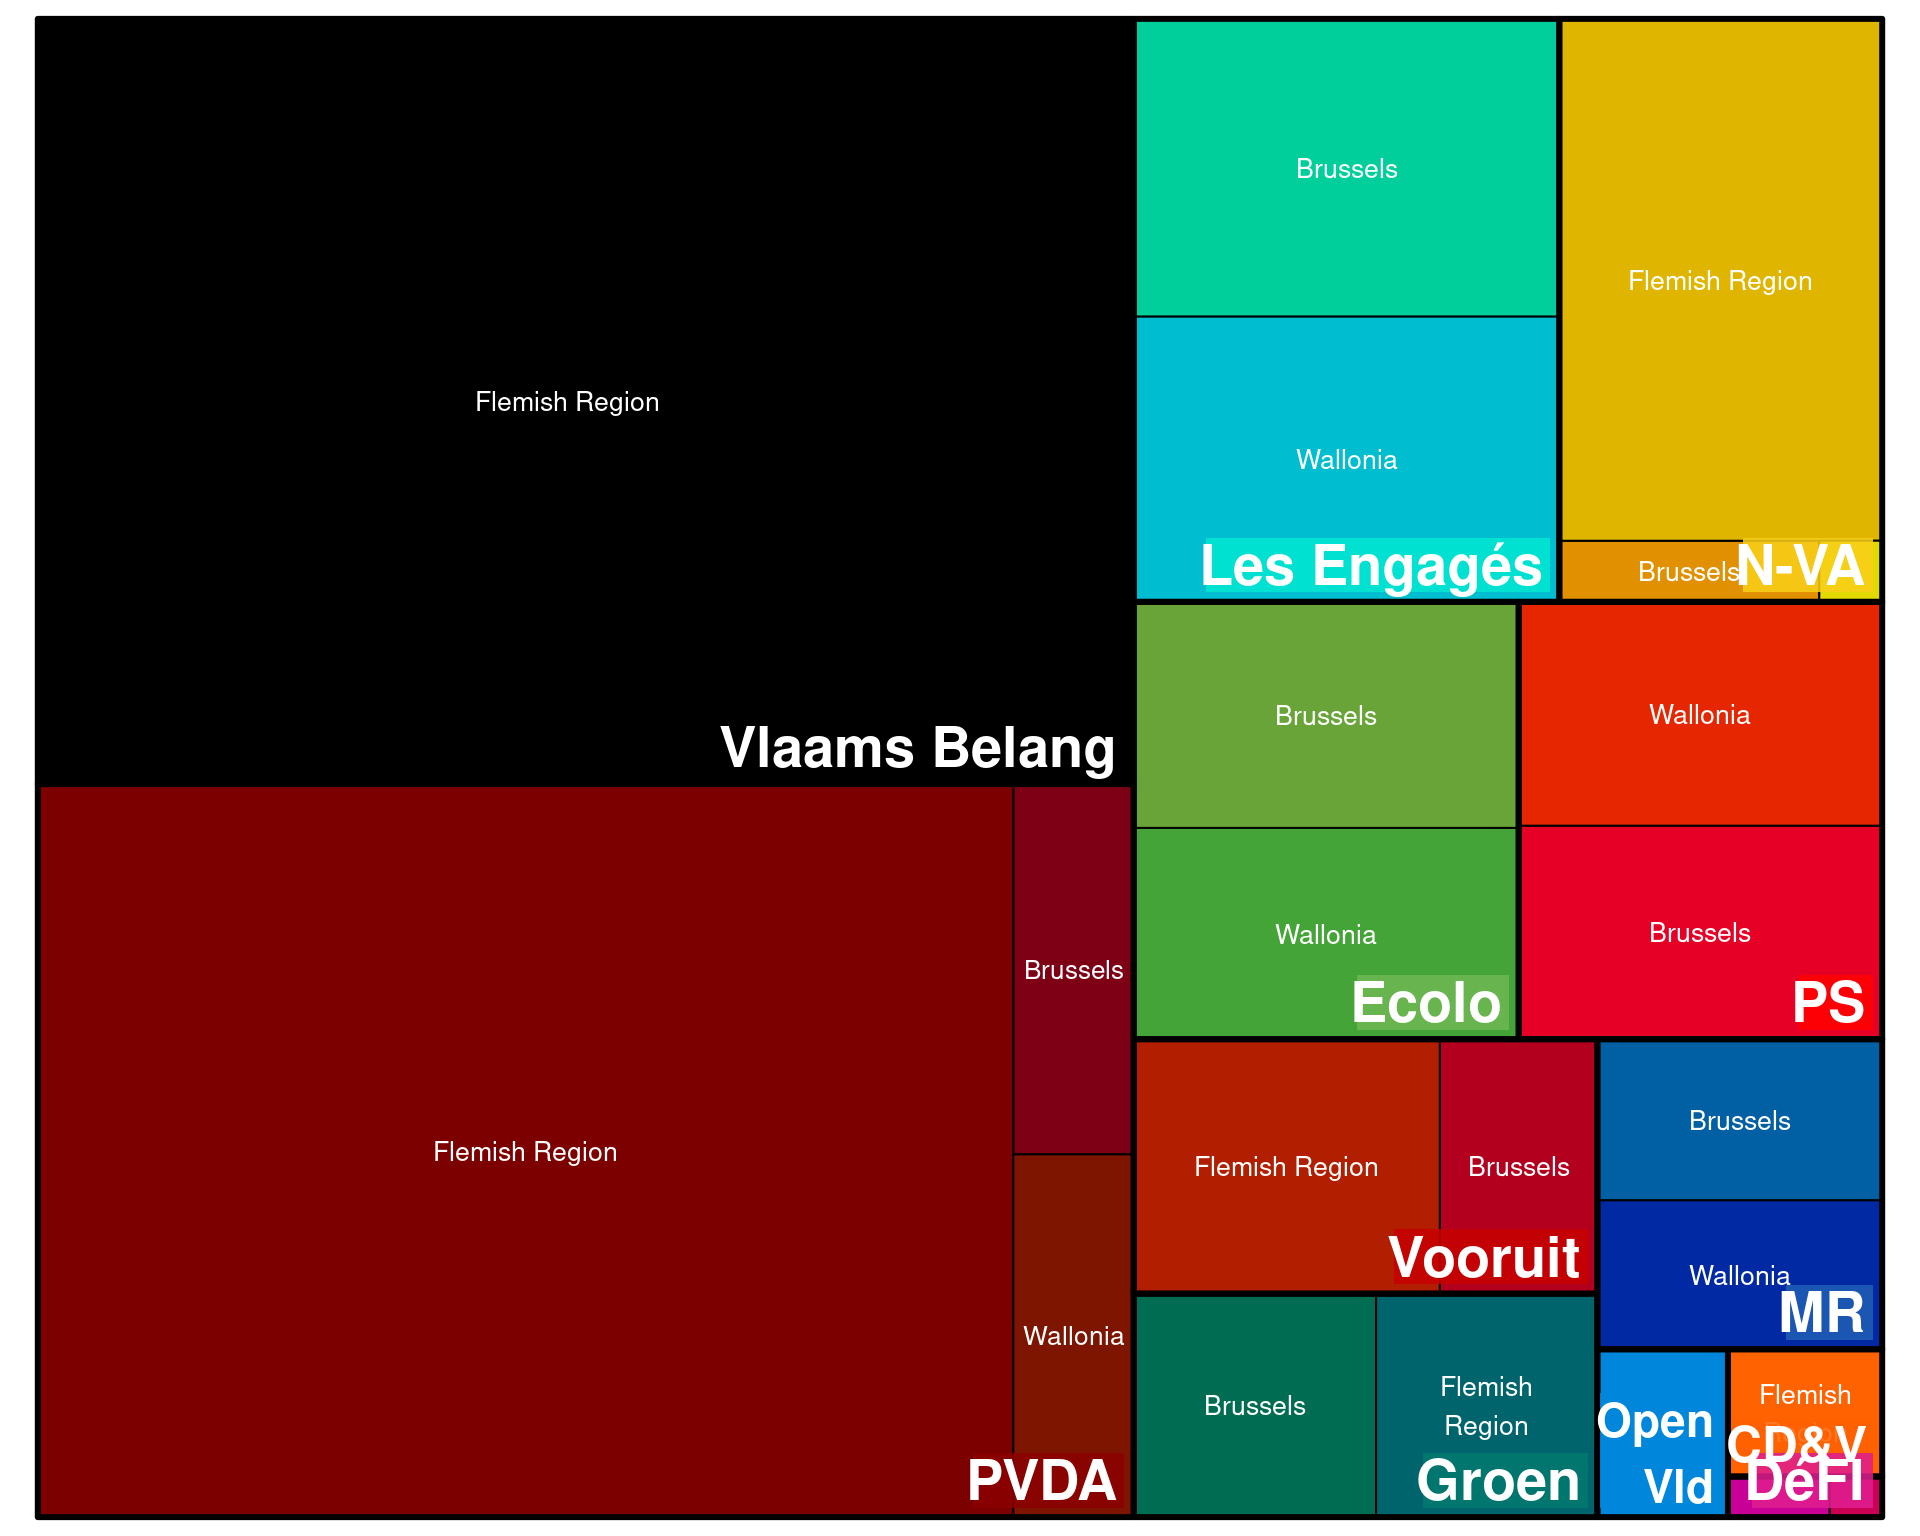 Flemish Region
Vlaams Belang
Flemish Region
Brussels
Wallonia
PVDA
Brussels
Wallonia
Les Engagés
Flemish Region
Brussels
N-VA
Brussels
Wallonia
Ecolo
Wallonia
Brussels
PS
Flemish Region
Brussels
Vooruit
Brussels
Wallonia
MR
Brussels
Flemish
Region
Groen
Open
Vld
Flemish
CD&V
DéFI